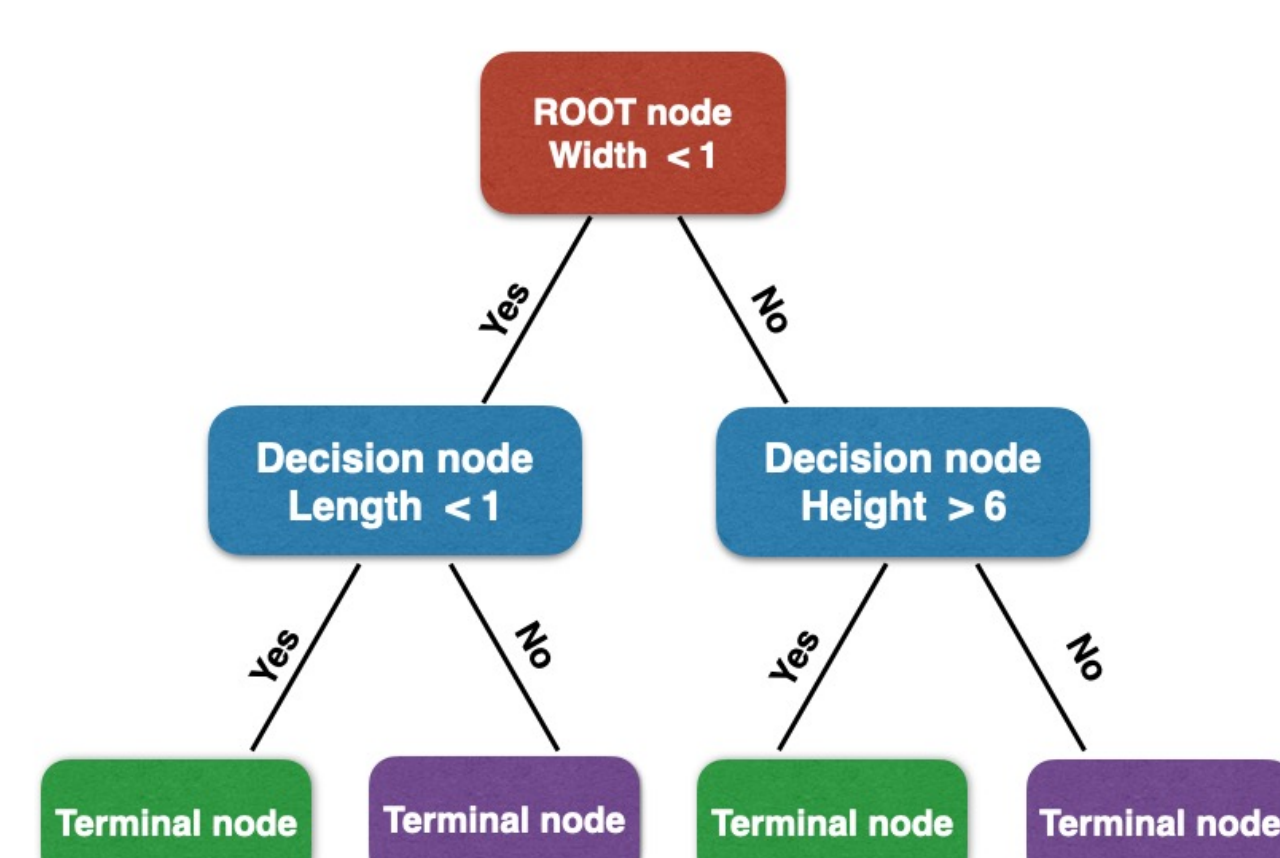 ROOT node
Width < 1
Yes
No
Decision node
Length < 1
Decision node
Height > 6
Yes
No
Yes
No
Terminal node
Terminal node
Terminal node
Terminal node